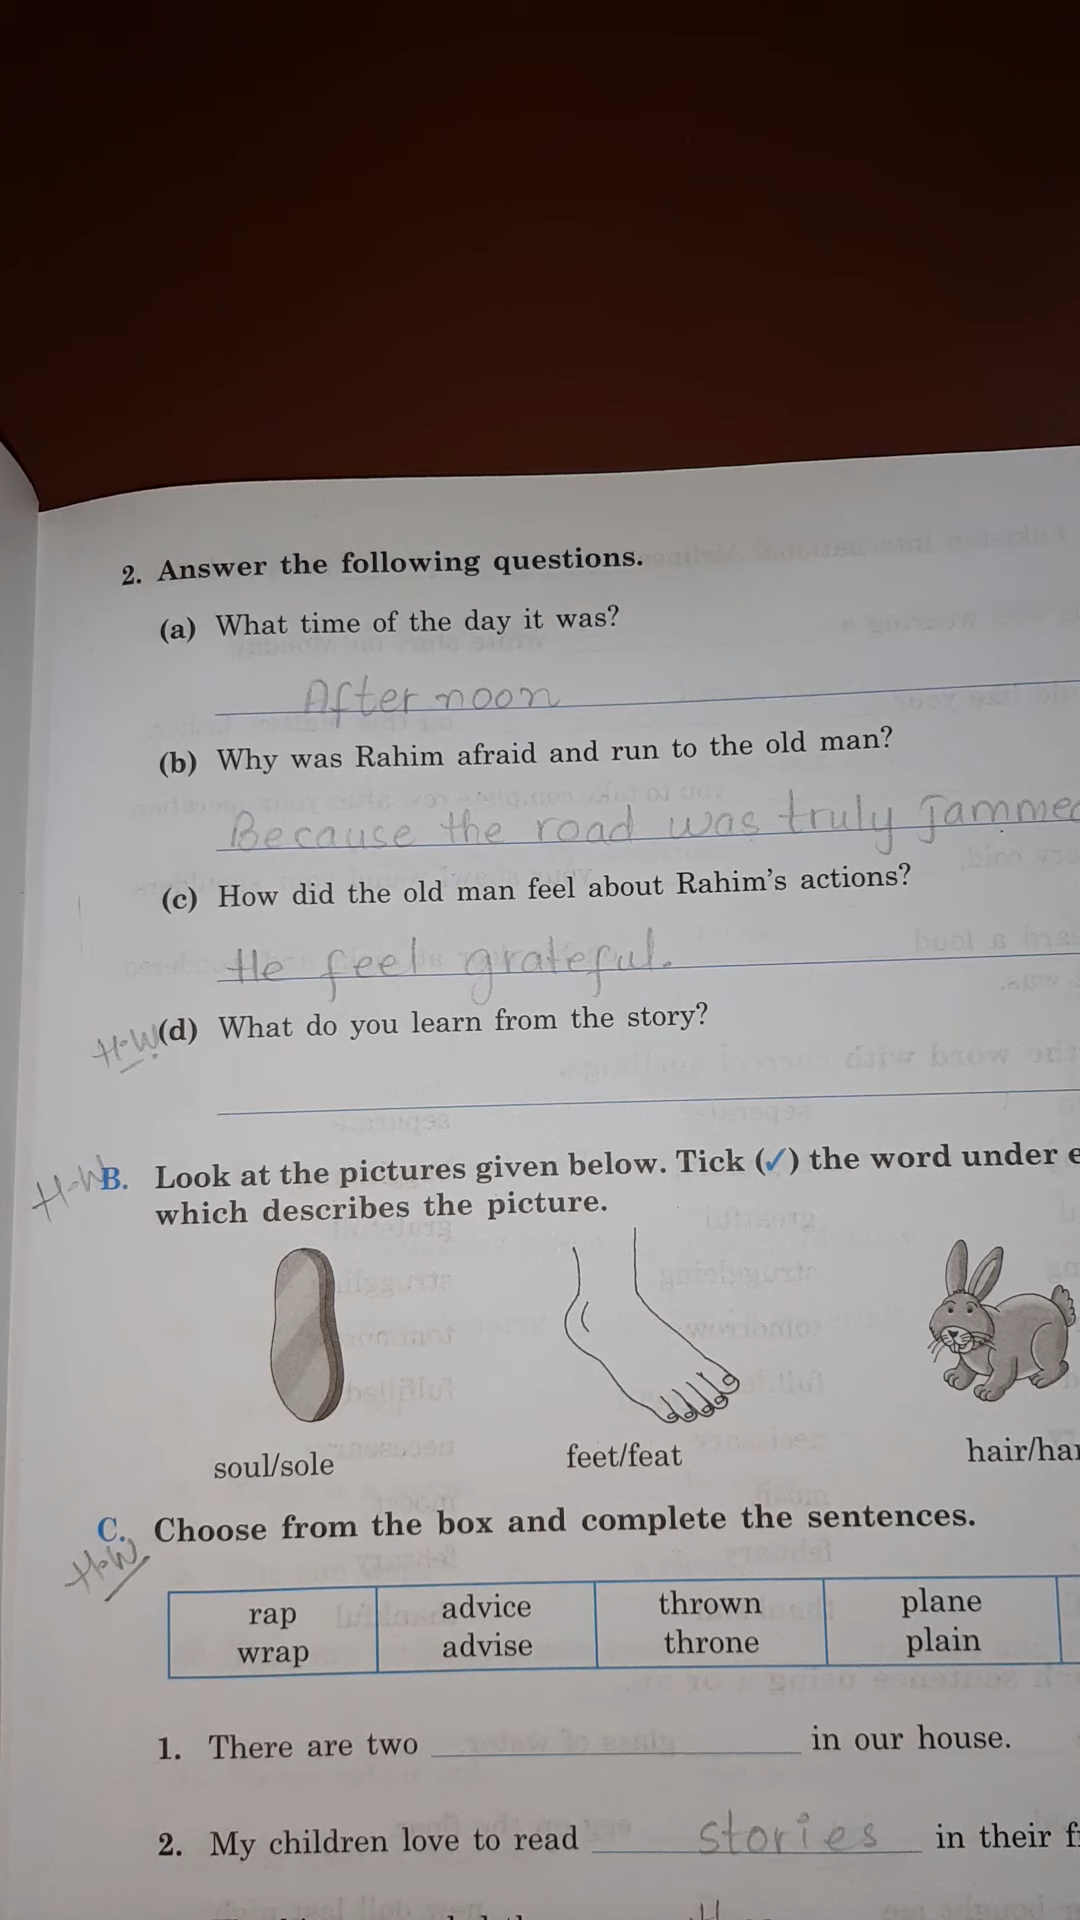 2. Answer the following questions.
(a) What time of the day it was?
After noon
(b) Why was Rahim afraid and run to the old man?
Because the road was truly jammed
(c) How did the old man feel about Rahim's actions?
He feels grateful.
H.W (d) What do you learn from the story?
H-W B. Look at the pictures given below. Tick (✓) the word under
which describes the picture.
soul/sole feet/feat hair/
C. Choose from the box and complete the sentences.
H.W
rap advice thrown plane
wrap advise throne plain
1. There are two ______ in our house.
2. My children love to read stories in their